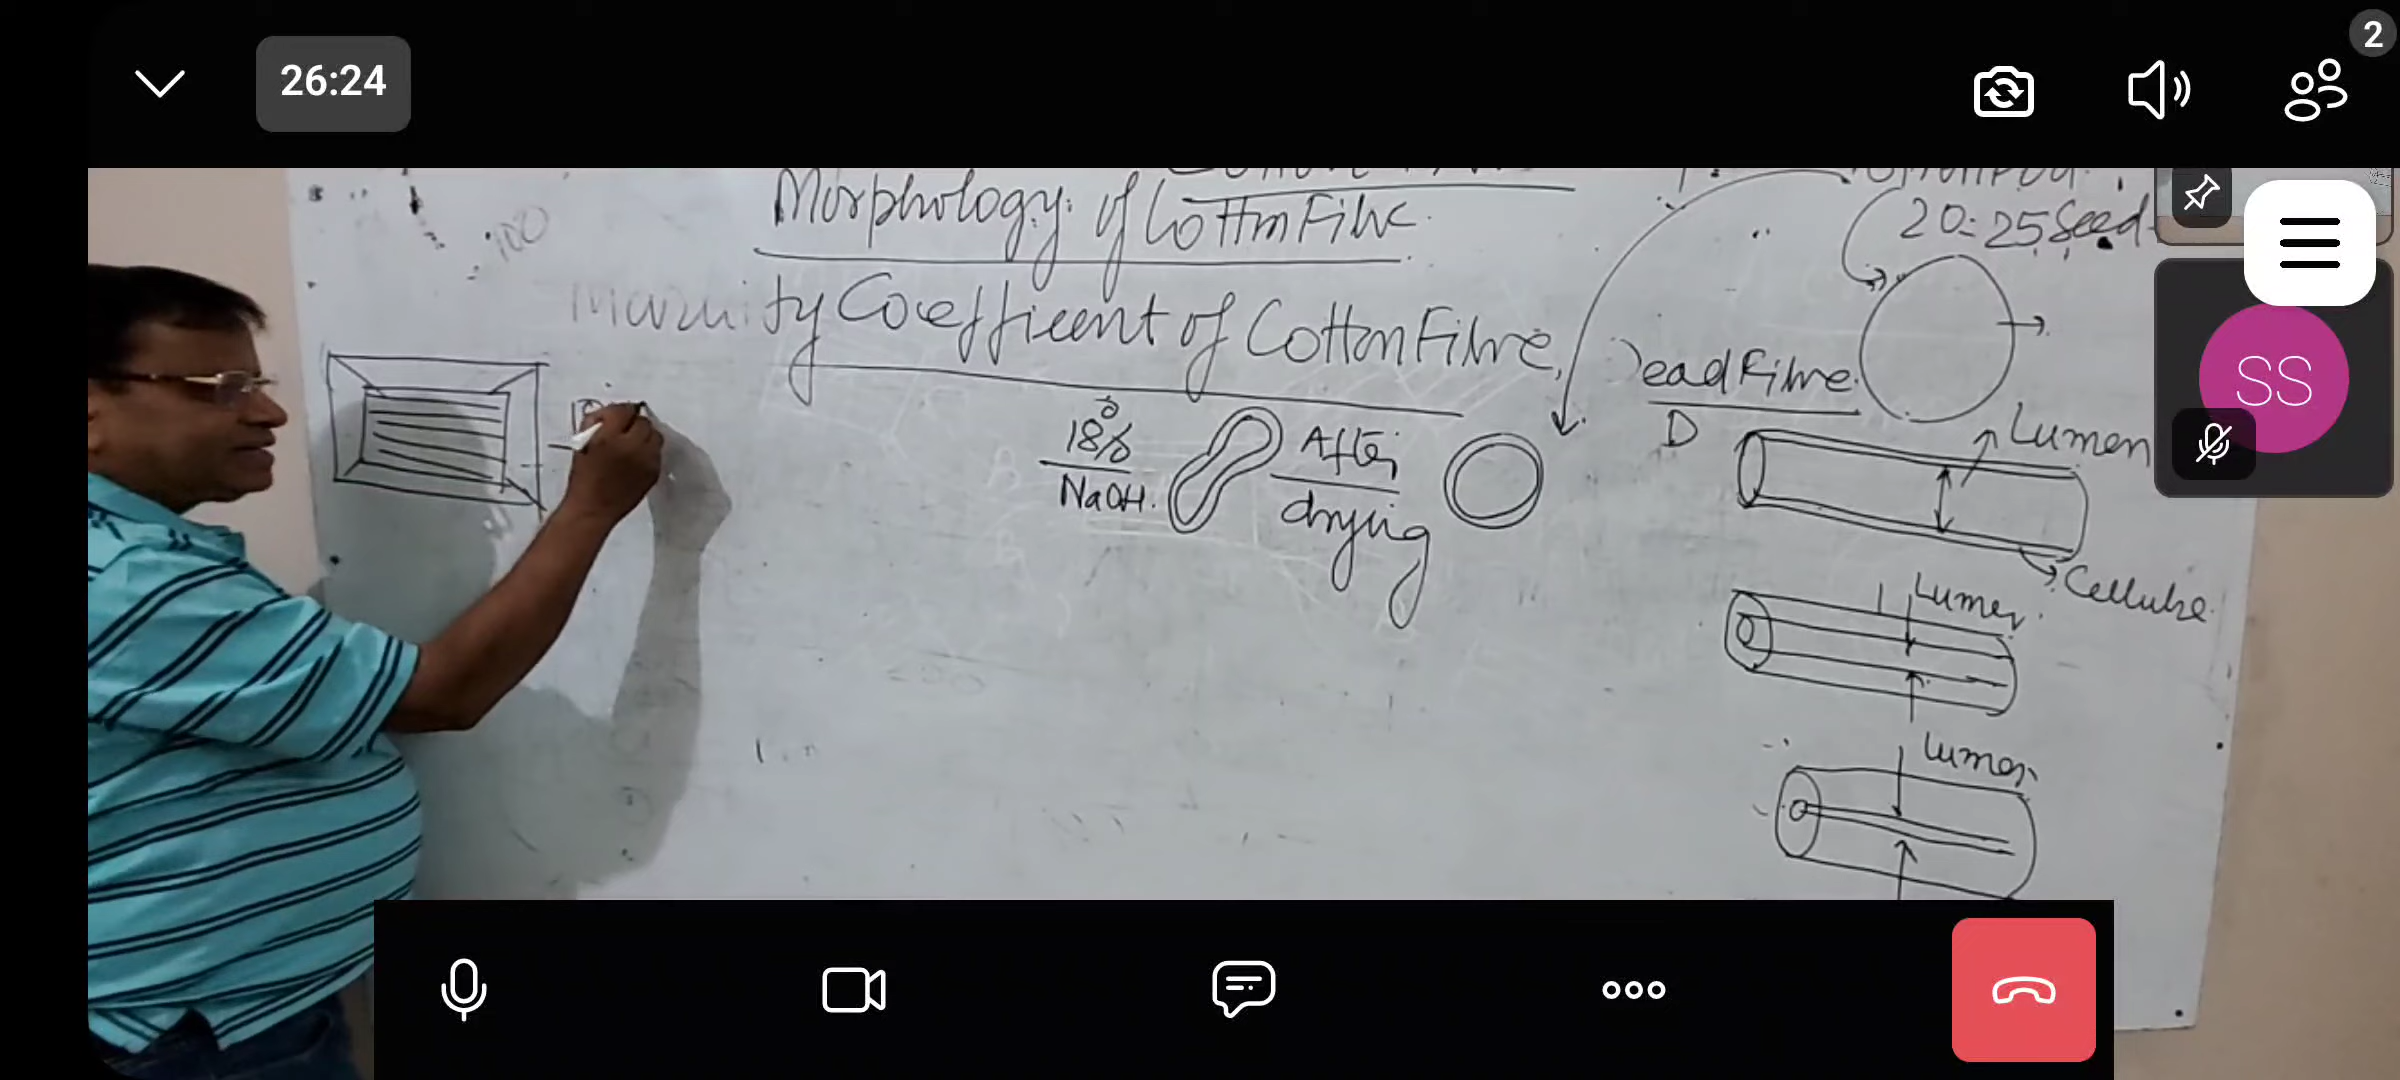 2
26:24
Morphology of Cotton Fibre.
20-25 Seed
Maturity Coefficient of Cotton Fibre,
Dead Fibre.
SS
18%
NaOH.
After
drying
D
Lumen
Cellulose
Lumen
Lumen
100